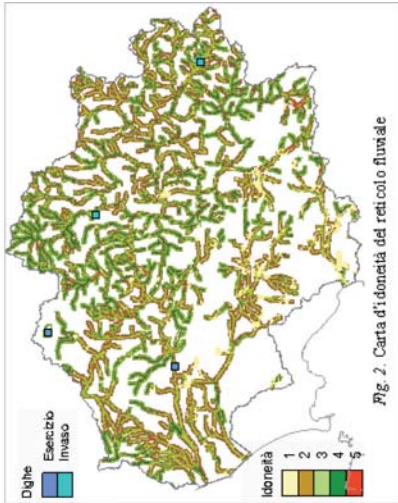 Dighe
Esercizio
Invaso
Idoneità
1
2
3
4
5
Fig. 2. Carta d'idoneità del reticolo fluviale